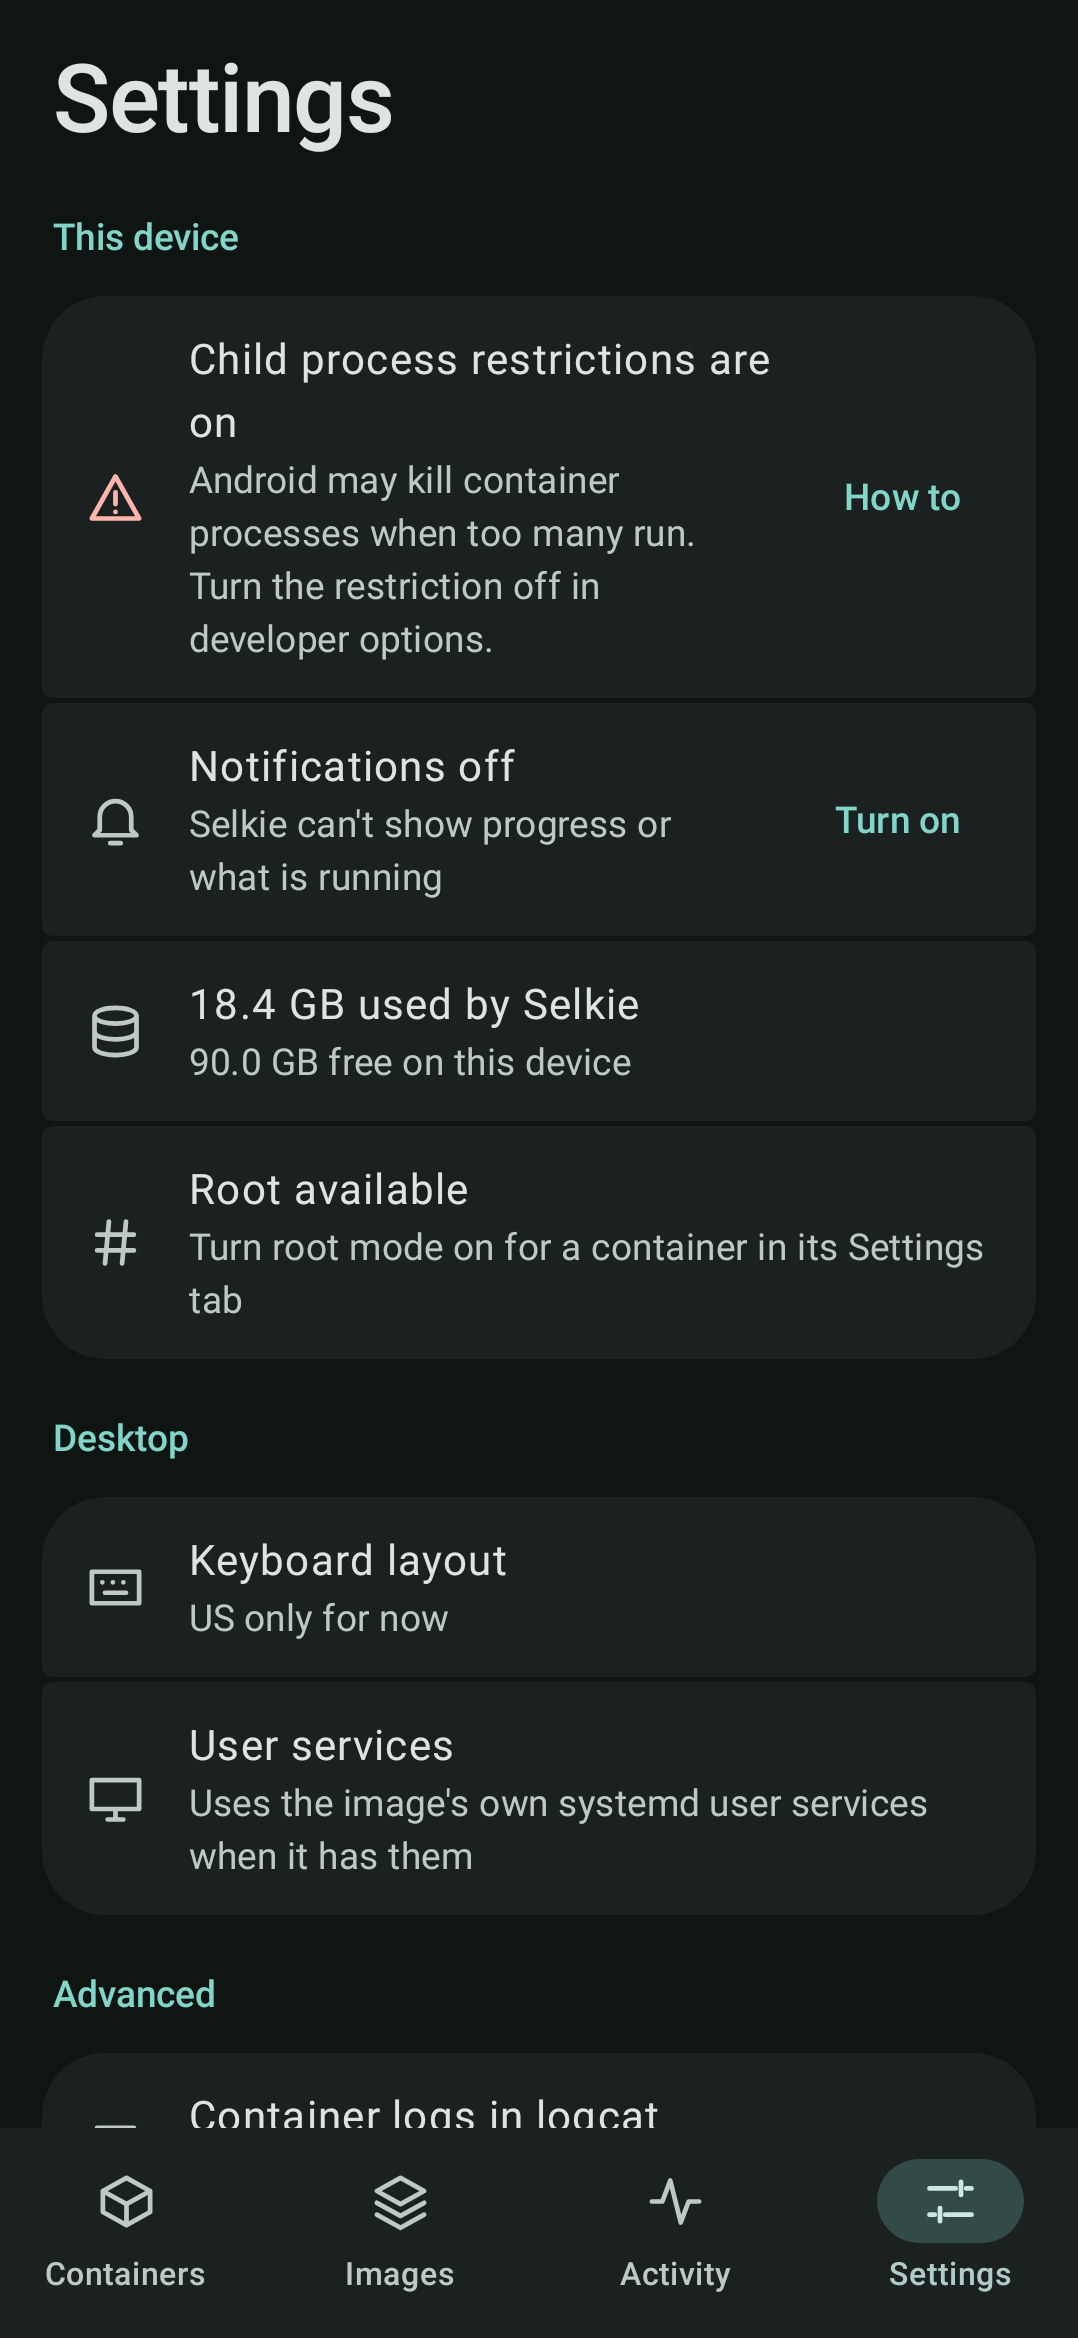 Settings
This device
Child process restrictions are
on
Android may kill container
processes when too many run.
Turn the restriction off in
developer options.
How to
Notifications off
Selkie can't show progress or
what is running
Turn on
18.4 GB used by Selkie
90.0 GB free on this device
Root available
Turn root mode on for a container in its Settings
tab
Desktop
Keyboard layout
US only for now
User services
Uses the image's own systemd user services
when it has them
Advanced
Container logs in logcat
Containers
Images
Activity
Settings